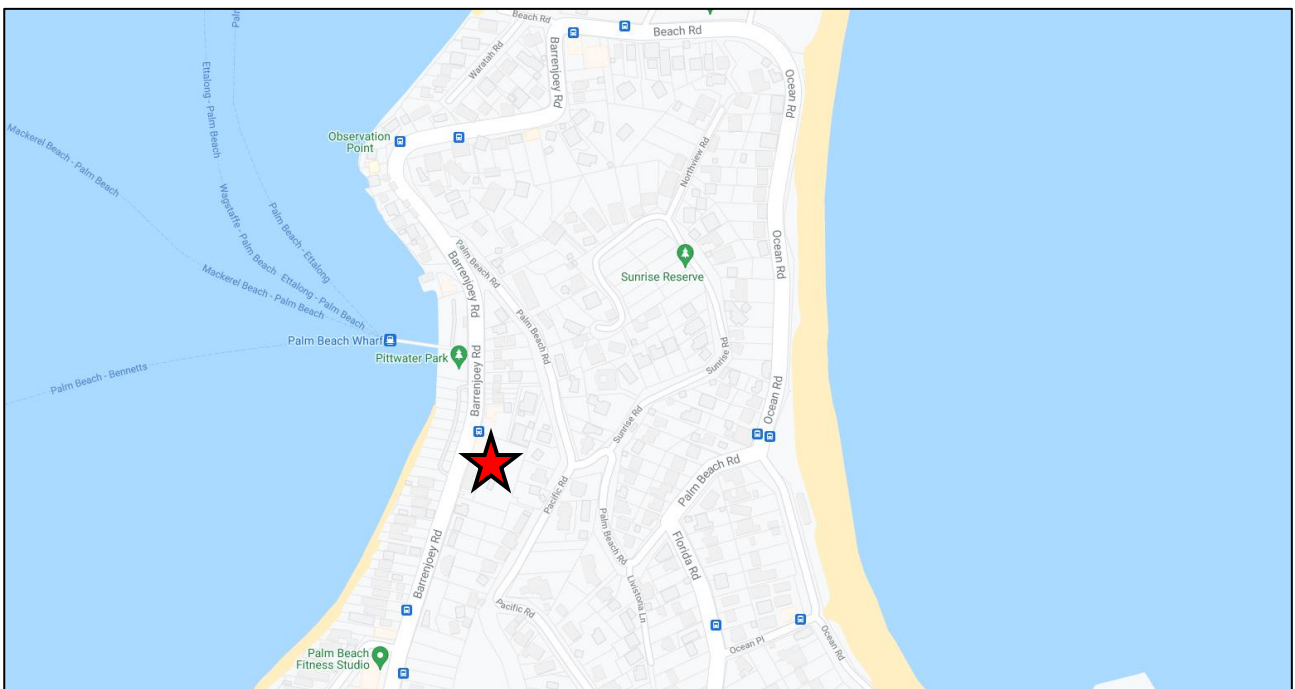 Beach Rd
Beach Rd
Palm
Waratah Rd
Barrenjoey Rd
Ocean Rd
Ettalong - Palm Beach
Mackerel Beach - Palm Beach
Observation
Point
Northview Rd
Wagstaffe - Palm Beach
Palm Beach - Ettalong
Palm Beach Rd
Barrenjoey Rd
Ocean Rd
Sunrise Reserve
Mackerel Beach - Palm Beach
Ettalong - Palm Beach
Palm Beach Rd
Palm Beach Wharf
Pittwater Park
Barrenjoey Rd
Sunrise Rd
Palm Beach - Bennetts
Ocean Rd
Sunrise Rd
Palm Beach Rd
Pacific Rd
Palm Beach Rd
Florida Rd
Barrenjoey Rd
Livistona Ln
Pacific Rd
Ocean Pl
Ocean Rd
Palm Beach
Fitness Studio